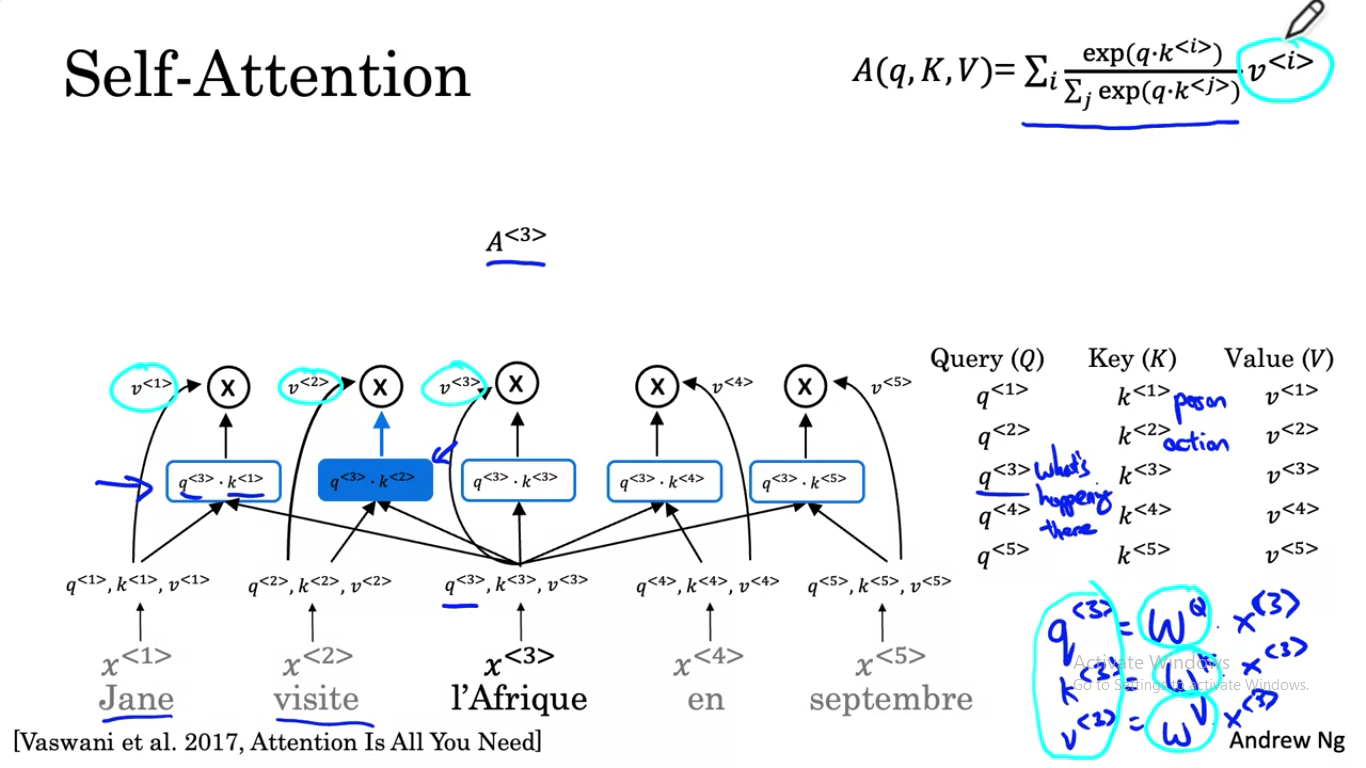 Self-Attention
A(q, K, V)= Σᵢ exp(q·k<i>) / Σⱼ exp(q·k<j>) v<i>
A<3>
v<1> X v<2> X v<3> X X v<4> X v<5>
q<3> · k<1> q<3> · k<2> q<3> · k<3> q<3> · k<4> q<3> · k<5>
q<1>, k<1>, v<1> q<2>, k<2>, v<2> q<3>, k<3>, v<3> q<4>, k<4>, v<4> q<5>, k<5>, v<5>
x<1> x<2> x<3> x<4> x<5>
Jane visite l'Afrique en septembre
[Vaswani et al. 2017, Attention Is All You Need]
Query (Q) Key (K) Value (V)
q<1> k<1> person v<1>
q<2> k<2> action v<2>
q<3> what's k<3> v<3>
happening
q<4> k<4> v<4>
there
q<5> k<5> v<5>
q<3> = W^Q · x<3>
Activate Windows
k<3> = W^K · x<3>
Go to Settings to activate Windows.
v<3> = W^V · x<3>
Andrew Ng